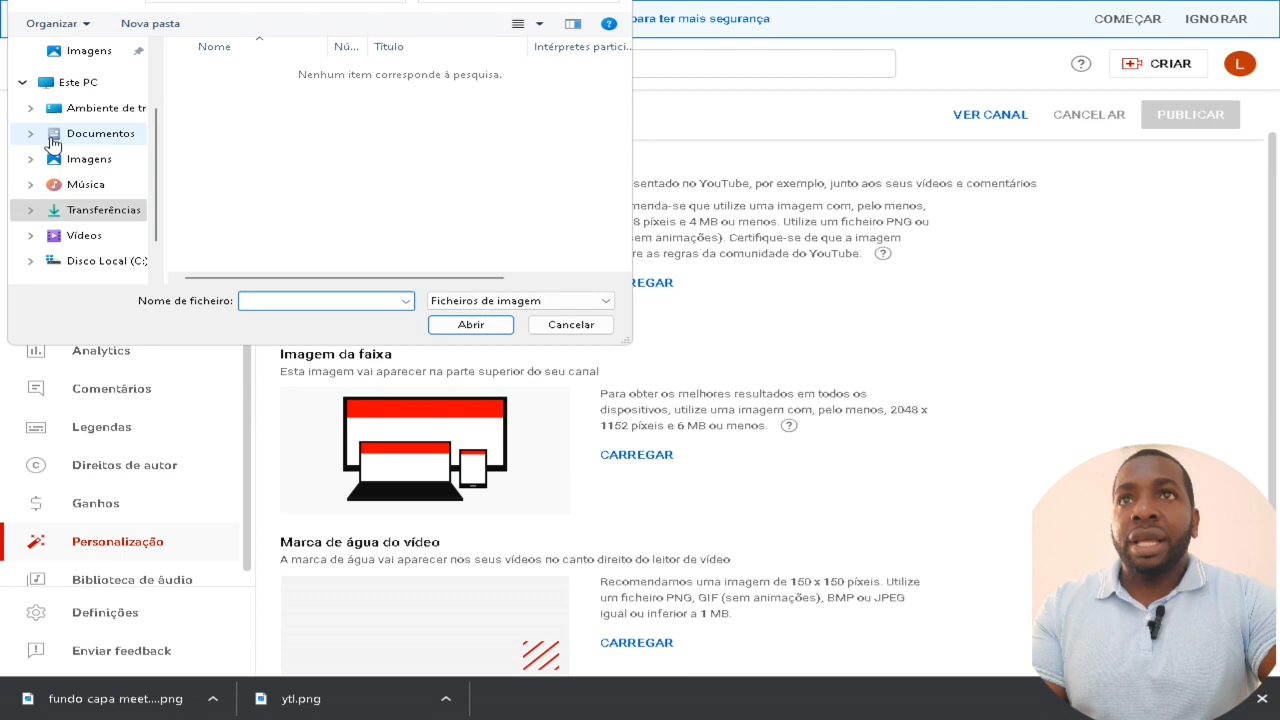 Organizar
Nova pasta
para ter mais segurança
COMEÇAR
IGNORAR
Imagens
Nome
Nú...
Título
Intérpretes partici...
Nenhum item corresponde à pesquisa.
?
CRIAR
L
Este PC
Ambiente de tr
Documentos
Imagens
Música
Transferências
Vídeos
Disco Local (C:)
VER CANAL
CANCELAR
PUBLICAR
sentado no YouTube, por exemplo, junto aos seus vídeos e comentários
menda-se que utilize uma imagem com, pelo menos,
8 píxeis e 4 MB ou menos. Utilize um ficheiro PNG ou
sem animações). Certifique-se de que a imagem
re as regras da comunidade do YouTube. ?
REGAR
Nome de ficheiro:
Ficheiros de imagem
Abrir
Cancelar
Analytics
Comentários
Legendas
Direitos de autor
Ganhos
Personalização
Biblioteca de áudio
Definições
Enviar feedback
Imagem da faixa
Esta imagem vai aparecer na parte superior do seu canal
Para obter os melhores resultados em todos os
dispositivos, utilize uma imagem com, pelo menos, 2048 x
1152 píxeis e 6 MB ou menos. ?
CARREGAR
Marca de água do vídeo
A marca de água vai aparecer nos seus vídeos no canto direito do leitor de vídeo
Recomendamos uma imagem de 150 x 150 píxeis. Utilize
um ficheiro PNG, GIF (sem animações), BMP ou JPEG
igual ou inferior a 1 MB.
CARREGAR
fundo capa meet....png
ytl.png